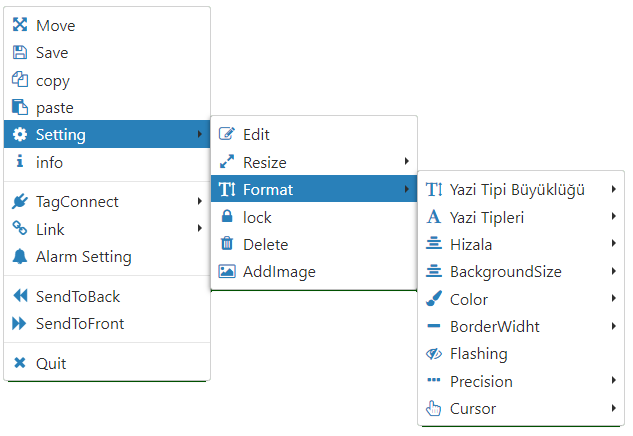 Move
Save
copy
paste
Setting
info
TagConnect
Link
Alarm Setting
SendToBack
SendToFront
Quit
Edit
Resize
Format
lock
Delete
AddImage
Yazi Tipi Büyüklüğü
Yazi Tipleri
Hizala
BackgroundSize
Color
BorderWidht
Flashing
Precision
Cursor